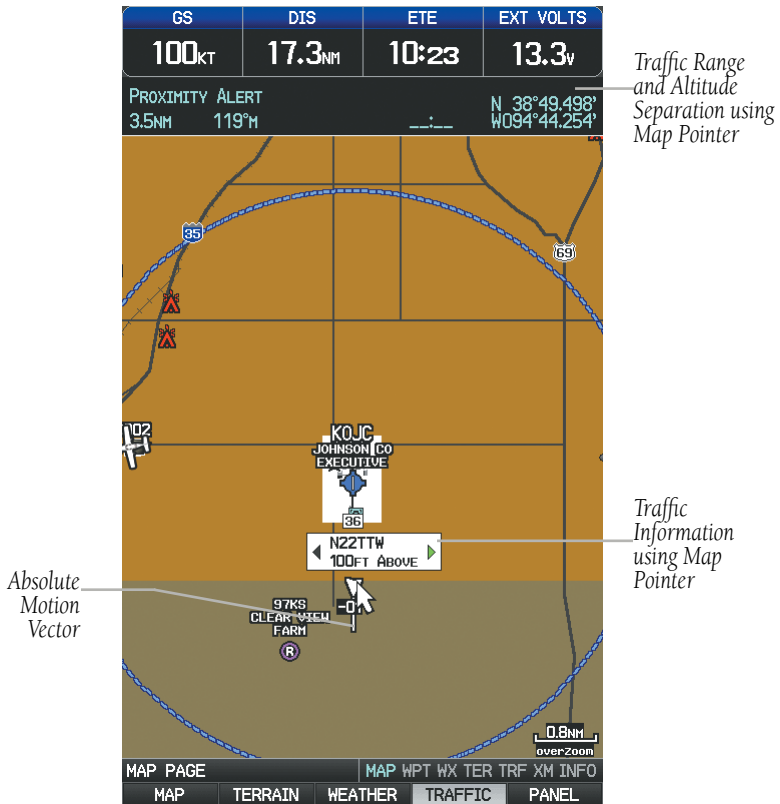 GS DIS ETE EXT VOLTS
100KT 17.3NM 10:23 13.3V
PROXIMITY ALERT
3.5NM 119°M __:__ N 38°49.498'
W094°44.254'
Traffic Range
and Altitude
Separation using
Map Pointer
35
69
02
KOJC
JOHNSON CO
EXECUTIVE
36
N22TTW
100FT ABOVE
Traffic
Information
using Map
Pointer
Absolute
Motion
Vector
97KS
CLEAR VIEW
FARM
R
0.8NM
overzoom
MAP PAGE MAP WPT WX TER TRF XM INFO
MAP TERRAIN WEATHER TRAFFIC PANEL